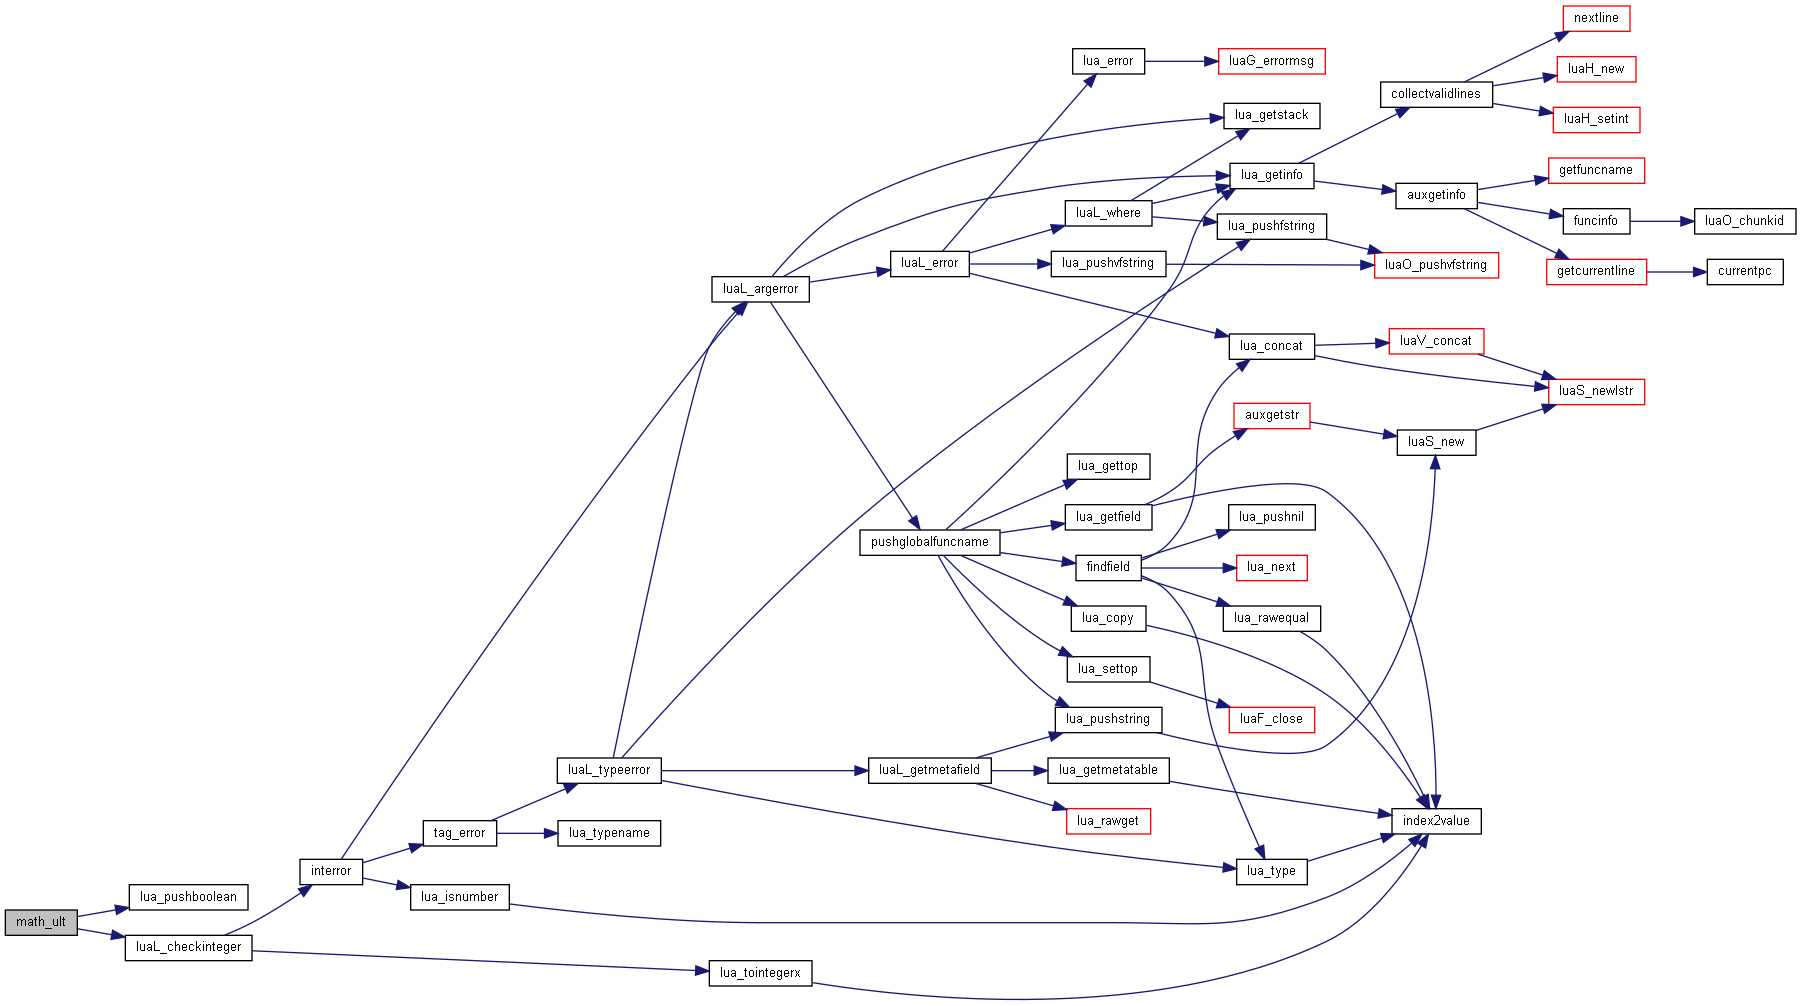 nextline
lua_error
luaG_errormsg
luaH_new
collectvalidlines
lua_getstack
luaH_setint
getfuncname
lua_getinfo
auxgetinfo
luaL_where
lua_pushfstring
funcinfo
luaO_chunkid
luaL_error
lua_pushvfstring
luaO_pushvfstring
getcurrentline
currentpc
luaL_argerror
lua_concat
luaV_concat
luaS_newlstr
auxgetstr
luaS_new
lua_gettop
lua_getfield
lua_pushnil
pushglobalfuncname
findfield
lua_next
lua_copy
lua_rawequal
lua_settop
lua_pushstring
luaF_close
luaL_typeerror
luaL_getmetafield
lua_getmetatable
lua_rawget
index2value
tag_error
lua_typename
interror
lua_type
lua_pushboolean
lua_isnumber
math_ult
luaL_checkinteger
lua_tointegerx